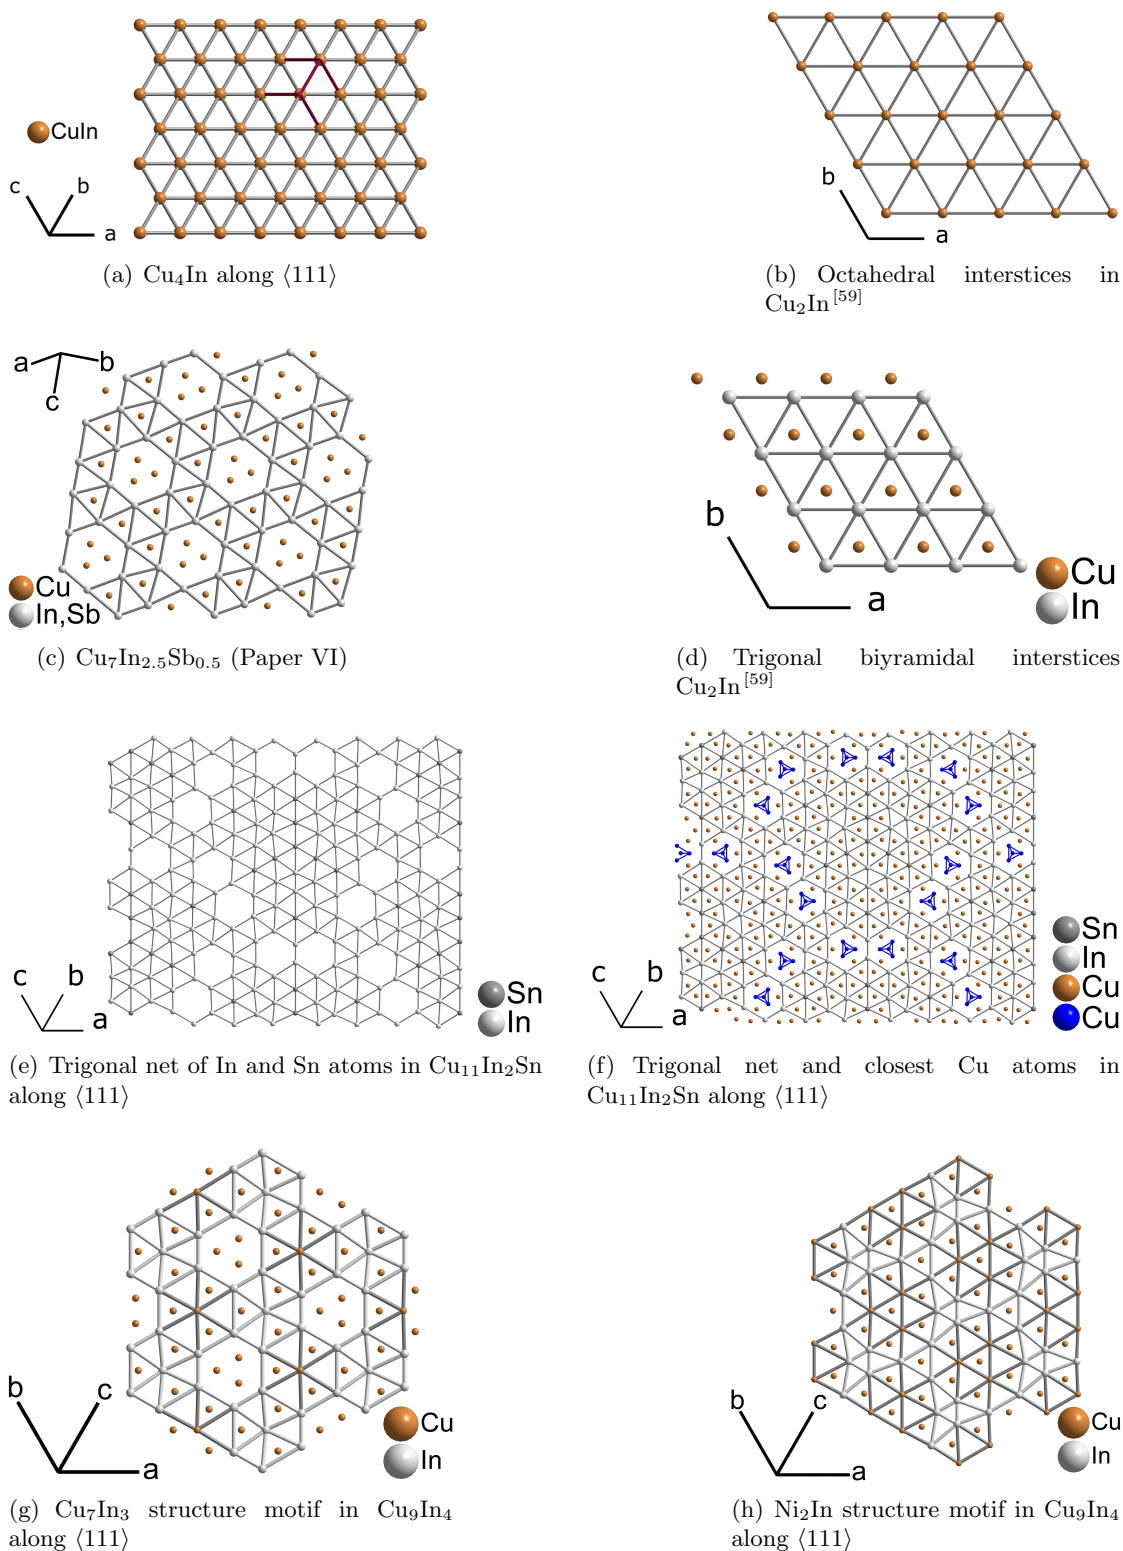 CuIn
c
b
a
(a) Cu₄In along ⟨111⟩
b
a
(b) Octahedral interstices in
Cu₂In[59]
a
b
c
Cu
In,Sb
(c) Cu₇In₂.₅Sb₀.₅ (Paper VI)
b
a
Cu
In
(d) Trigonal biyramidal interstices
Cu₂In[59]
c
b
a
Sn
In
(e) Trigonal net of In and Sn atoms in Cu₁₁In₂Sn
along ⟨111⟩
c
b
a
Sn
In
Cu
Cu
(f) Trigonal net and closest Cu atoms in
Cu₁₁In₂Sn along ⟨111⟩
b
c
a
Cu
In
(g) Cu₇In₃ structure motif in Cu₉In₄
along ⟨111⟩
b
c
a
Cu
In
(h) Ni₂In structure motif in Cu₉In₄
along ⟨111⟩